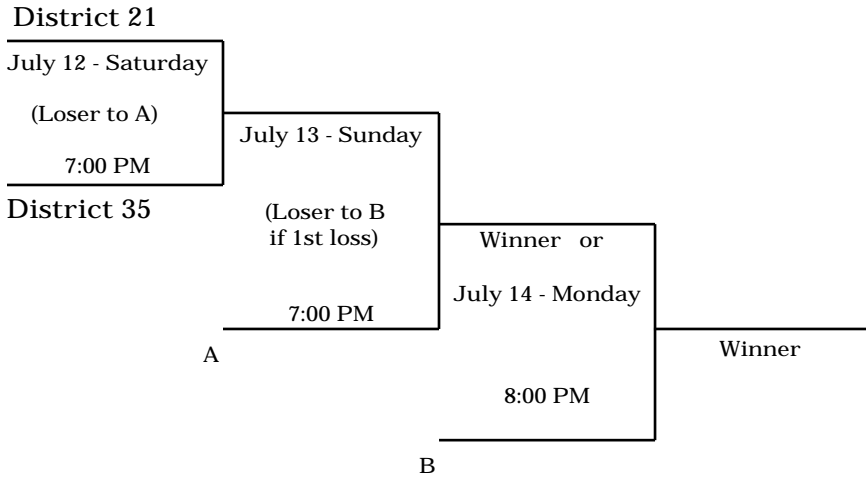 District 21
July 12 - Saturday
(Loser to A)
7:00 PM
District 35
July 13 - Sunday
(Loser to B
if 1st loss)
7:00 PM
A
Winner or
July 14 - Monday
8:00 PM
B
Winner